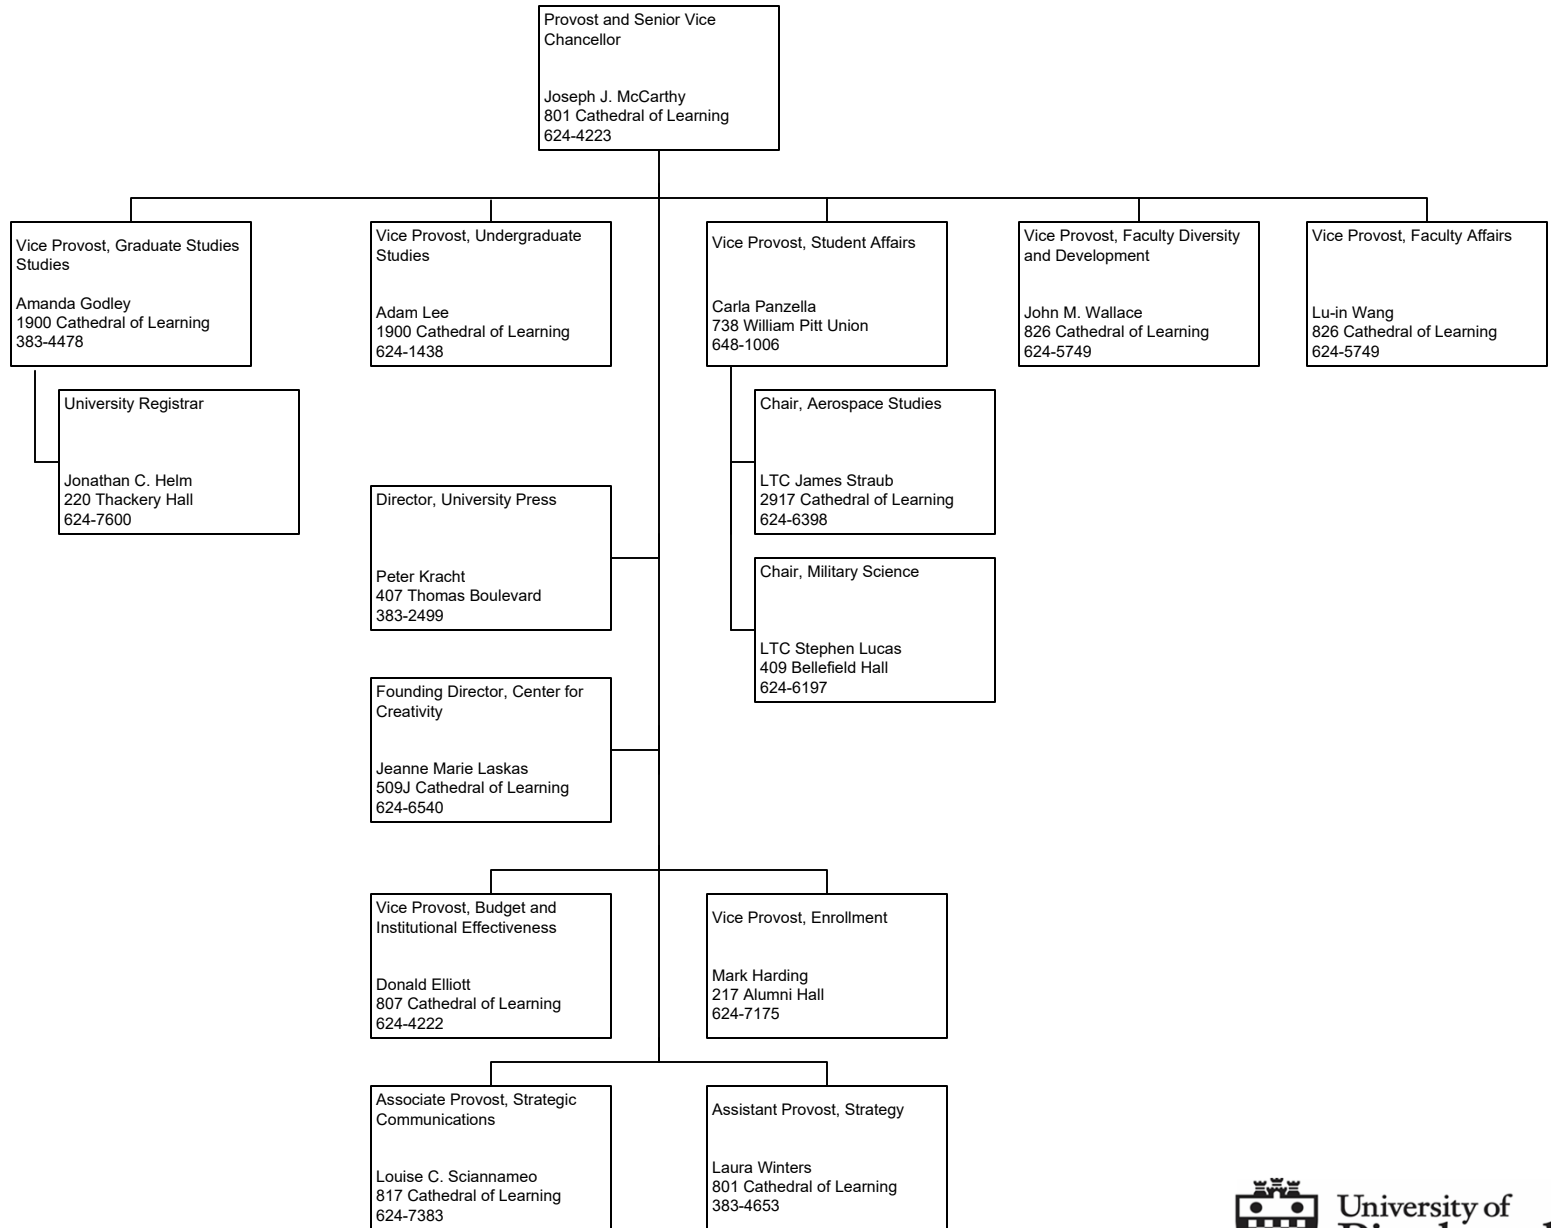 Provost and Senior Vice
Chancellor
Joseph J. McCarthy
801 Cathedral of Learning
624-4223
Vice Provost, Graduate Studies
Studies
Amanda Godley
1900 Cathedral of Learning
383-4478
Vice Provost, Undergraduate
Studies
Adam Lee
1900 Cathedral of Learning
624-1438
Vice Provost, Student Affairs
Carla Panzella
738 William Pitt Union
648-1006
Vice Provost, Faculty Diversity
and Development
John M. Wallace
826 Cathedral of Learning
624-5749
Vice Provost, Faculty Affairs
Lu-in Wang
826 Cathedral of Learning
624-5749
University Registrar
Jonathan C. Helm
220 Thackery Hall
624-7600
Chair, Aerospace Studies
LTC James Straub
2917 Cathedral of Learning
624-6398
Director, University Press
Peter Kracht
407 Thomas Boulevard
383-2499
Chair, Military Science
LTC Stephen Lucas
409 Bellefield Hall
624-6197
Founding Director, Center for
Creativity
Jeanne Marie Laskas
509J Cathedral of Learning
624-6540
Vice Provost, Budget and
Institutional Effectiveness
Donald Elliott
807 Cathedral of Learning
624-4222
Vice Provost, Enrollment
Mark Harding
217 Alumni Hall
624-7175
Associate Provost, Strategic
Communications
Louise C. Sciannameo
817 Cathedral of Learning
624-7383
Assistant Provost, Strategy
Laura Winters
801 Cathedral of Learning
383-4653
University of